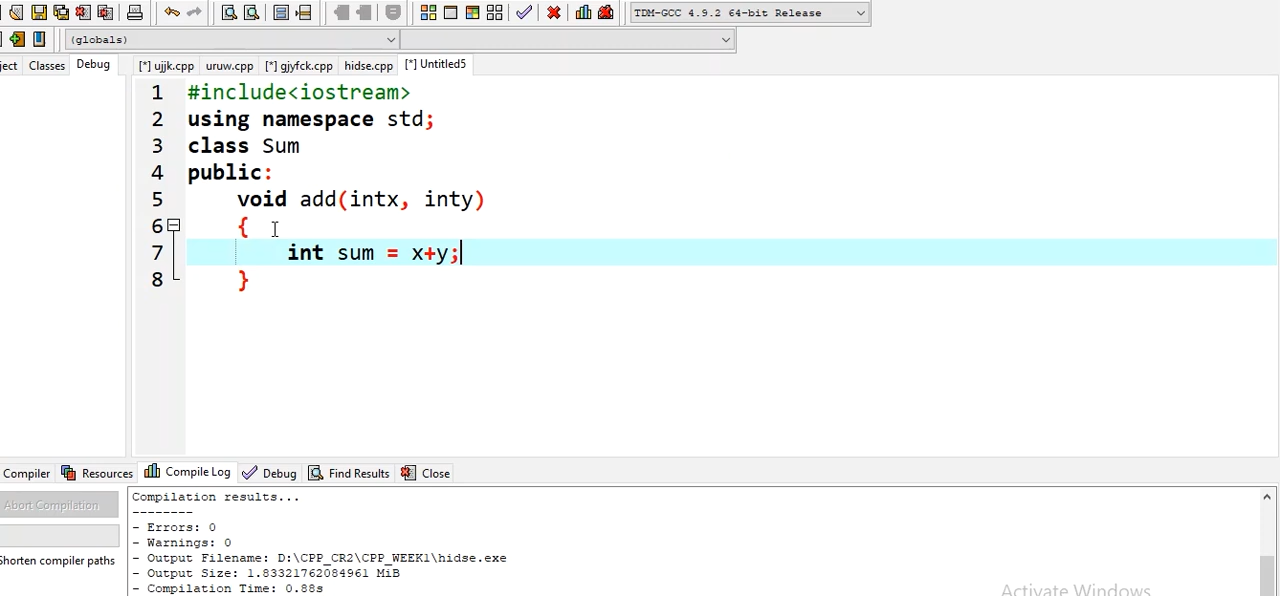 TDM-GCC 4.9.2 64-bit Release
(globals)
ject Classes Debug [*] ujjk.cpp uruw.cpp [*] gjyfck.cpp hidse.cpp [*] Untitled5
1 #include<iostream>
2 using namespace std;
3 class Sum
4 public:
5 void add(intx, inty)
6 {
7 int sum = x+y;
8 }
Compiler Resources Compile Log Debug Find Results Close
Abort Compilation
Shorten compiler paths
Compilation results...
--------
- Errors: 0
- Warnings: 0
- Output Filename: D:\CPP_CR2\CPP_WEEK1\hidse.exe
- Output Size: 1.83321762084961 MiB
- Compilation Time: 0.88s
Activate Windows